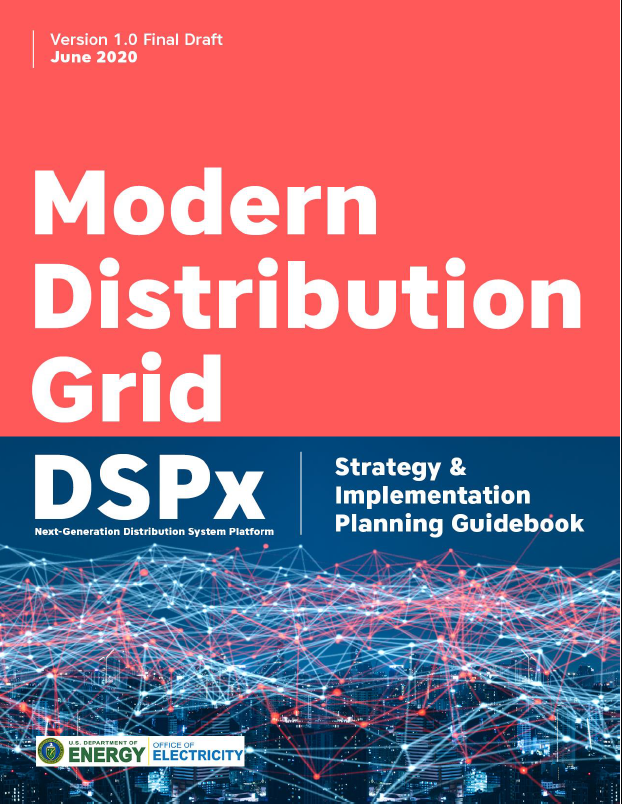 Version 1.0 Final Draft
June 2020
Modern
Distribution
Grid
DSPx
Next-Generation Distribution System Platform
Strategy &
Implementation
Planning Guidebook
U.S. DEPARTMENT OF
ENERGY
OFFICE OF
ELECTRICITY